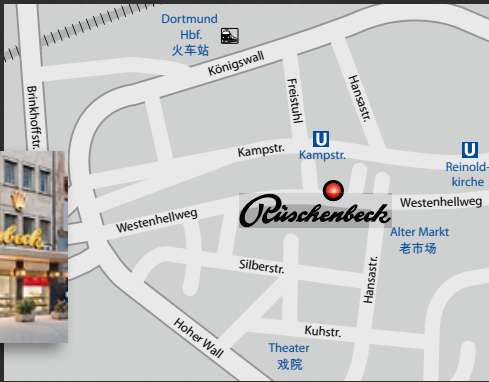 Dortmund
Hbf.
火车站
Königswall
Brinkhoffstr.
Freistuhl
Hansastr.
Kampstr.
U
Kampstr.
U
Reinold-
kirche
Westenhellweg
Rüschenbeck
Westenhellweg
Alter Markt
老市场
Silberstr.
Hansastr.
Hoher Wall
Kuhstr.
Theater
戏院
beck